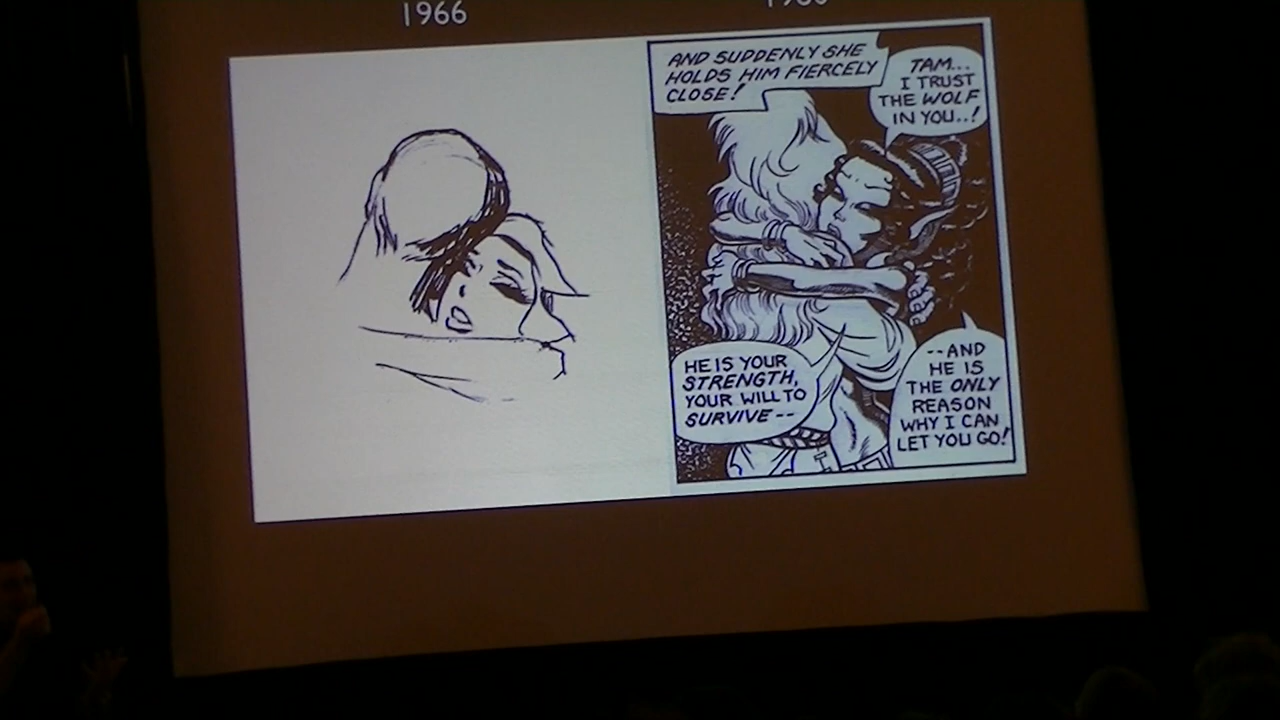 1966
AND SUDDENLY SHE
HOLDS HIM FIERCELY
CLOSE!
TAM...
I TRUST
THE WOLF
IN YOU..!
HE IS YOUR
STRENGTH,
YOUR WILL TO
SURVIVE --
-- AND
HE IS
THE ONLY
REASON
WHY I CAN
LET YOU GO!